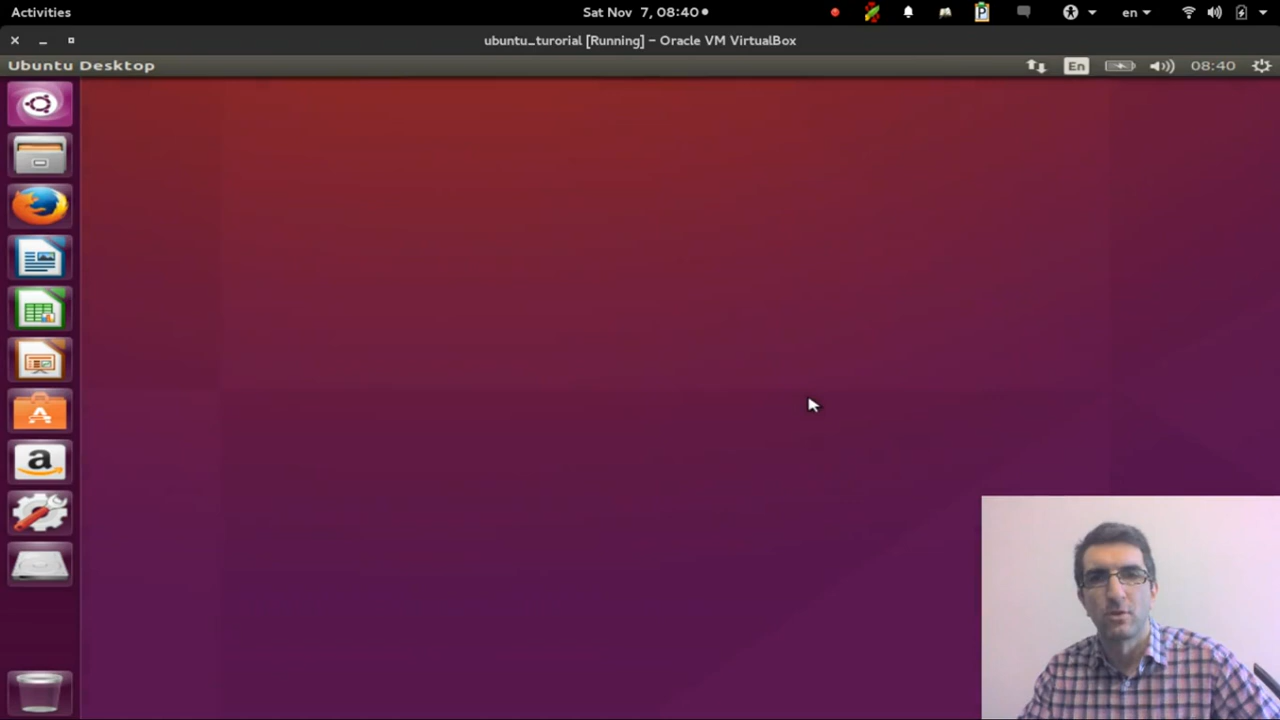 Activities
Sat Nov 7, 08:40
en
ubuntu_turorial [Running] – Oracle VM VirtualBox
Ubuntu Desktop
En
08:40
P
A
a